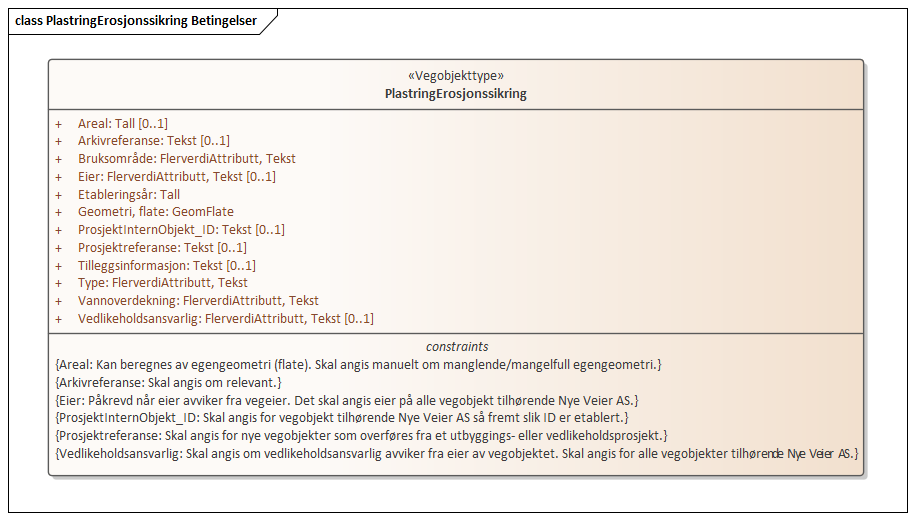 class PlastringErosjonssikring Betingelser
«Vegobjekttype»
PlastringErosjonssikring
+ Areal: Tall [0..1]
+ Arkivreferanse: Tekst [0..1]
+ Bruksområde: FlerverdiAttributt, Tekst
+ Eier: FlerverdiAttributt, Tekst [0..1]
+ Etableringsår: Tall
+ Geometri, flate: GeomFlate
+ ProsjektInternObjekt_ID: Tekst [0..1]
+ Prosjektreferanse: Tekst [0..1]
+ Tilleggsinformasjon: Tekst [0..1]
+ Type: FlerverdiAttributt, Tekst
+ Vannoverdekning: FlerverdiAttributt, Tekst
+ Vedlikeholdsansvarlig: FlerverdiAttributt, Tekst [0..1]
constraints
{Areal: Kan beregnes av egengeometri (flate). Skal angis manuelt om manglende/mangelfull egengeometri.}
{Arkivreferanse: Skal angis om relevant.}
{Eier: Påkrevd når eier avviker fra vegeier. Det skal angis eier på alle vegobjekt tilhørende Nye Veier AS.}
{ProsjektInternObjekt_ID: Skal angis for vegobjekt tilhørende Nye Veier AS så fremt slik ID er etablert.}
{Prosjektreferanse: Skal angis for nye vegobjekter som overføres fra et utbyggings- eller vedlikeholdsprosjekt.}
{Vedlikeholdsansvarlig: Skal angis om vedlikeholdsansvarlig avviker fra eier av vegobjektet. Skal angis for alle vegobjekter tilhørende Nye Veier AS.}